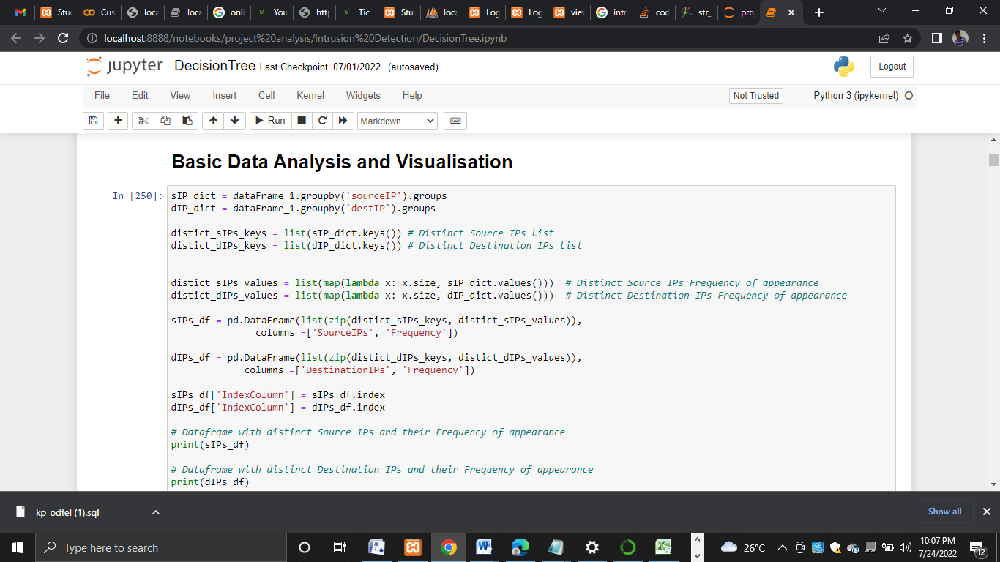 Stu
Cus
loca
loca
onli
You
http
Tic
Stu
loca
Log
Log
view
intr
cod
str_
pro
localhost:8888/notebooks/project%20analysis/Intrusion%20Detection/DecisionTree.ipynb
jupyter DecisionTree Last Checkpoint: 07/01/2022 (autosaved)
Logout
File Edit View Insert Cell Kernel Widgets Help
Not Trusted
Python 3 (ipykernel)
Run
Markdown
Basic Data Analysis and Visualisation
In [250]:
sIP_dict = dataFrame_1.groupby('sourceIP').groups
dIP_dict = dataFrame_1.groupby('destIP').groups
distict_sIPs_keys = list(sIP_dict.keys()) # Distinct Source IPs list
distict_dIPs_keys = list(dIP_dict.keys()) # Distinct Destination IPs list
distict_sIPs_values = list(map(lambda x: x.size, sIP_dict.values())) # Distinct Source IPs Frequency of appearance
distict_dIPs_values = list(map(lambda x: x.size, dIP_dict.values())) # Distinct Destination IPs Frequency of appearance
sIPs_df = pd.DataFrame(list(zip(distict_sIPs_keys, distict_sIPs_values)),
columns =['SourceIPs', 'Frequency'])
dIPs_df = pd.DataFrame(list(zip(distict_dIPs_keys, distict_dIPs_values)),
columns =['DestinationIPs', 'Frequency'])
sIPs_df['IndexColumn'] = sIPs_df.index
dIPs_df['IndexColumn'] = dIPs_df.index
# Dataframe with distinct Source IPs and their Frequency of appearance
print(sIPs_df)
# Dataframe with distinct Destination IPs and their Frequency of appearance
print(dIPs_df)
kp_odfel (1).sql
Show all
Type here to search
26°C
10:07 PM
7/24/2022
12